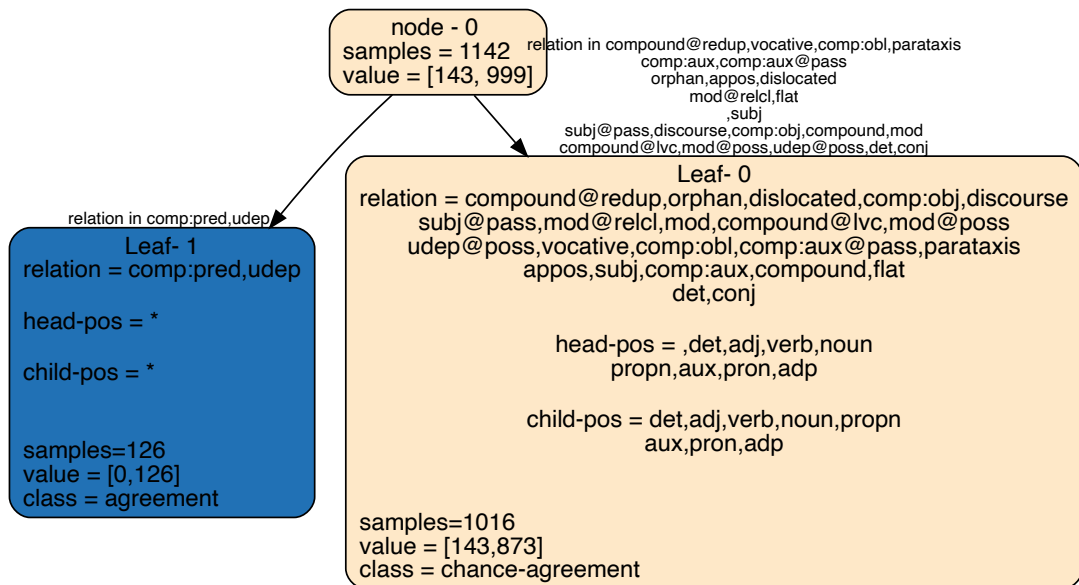 node - 0
samples = 1142
value = [143, 999]
relation in compound@redup,vocative,comp:obl,parataxis
comp:aux,comp:aux@pass
orphan,appos,dislocated
mod@relcl,flat
,subj
subj@pass,discourse,comp:obj,compound,mod
compound@lvc,mod@poss,udep@poss,det,conj
relation in comp:pred,udep
Leaf- 1
relation = comp:pred,udep
head-pos = *
child-pos = *
samples=126
value = [0,126]
class = agreement
Leaf- 0
relation = compound@redup,orphan,dislocated,comp:obj,discourse
subj@pass,mod@relcl,mod,compound@lvc,mod@poss
udep@poss,vocative,comp:obl,comp:aux@pass,parataxis
appos,subj,comp:aux,compound,flat
det,conj
head-pos = ,det,adj,verb,noun
propn,aux,pron,adp
child-pos = det,adj,verb,noun,propn
aux,pron,adp
samples=1016
value = [143,873]
class = chance-agreement